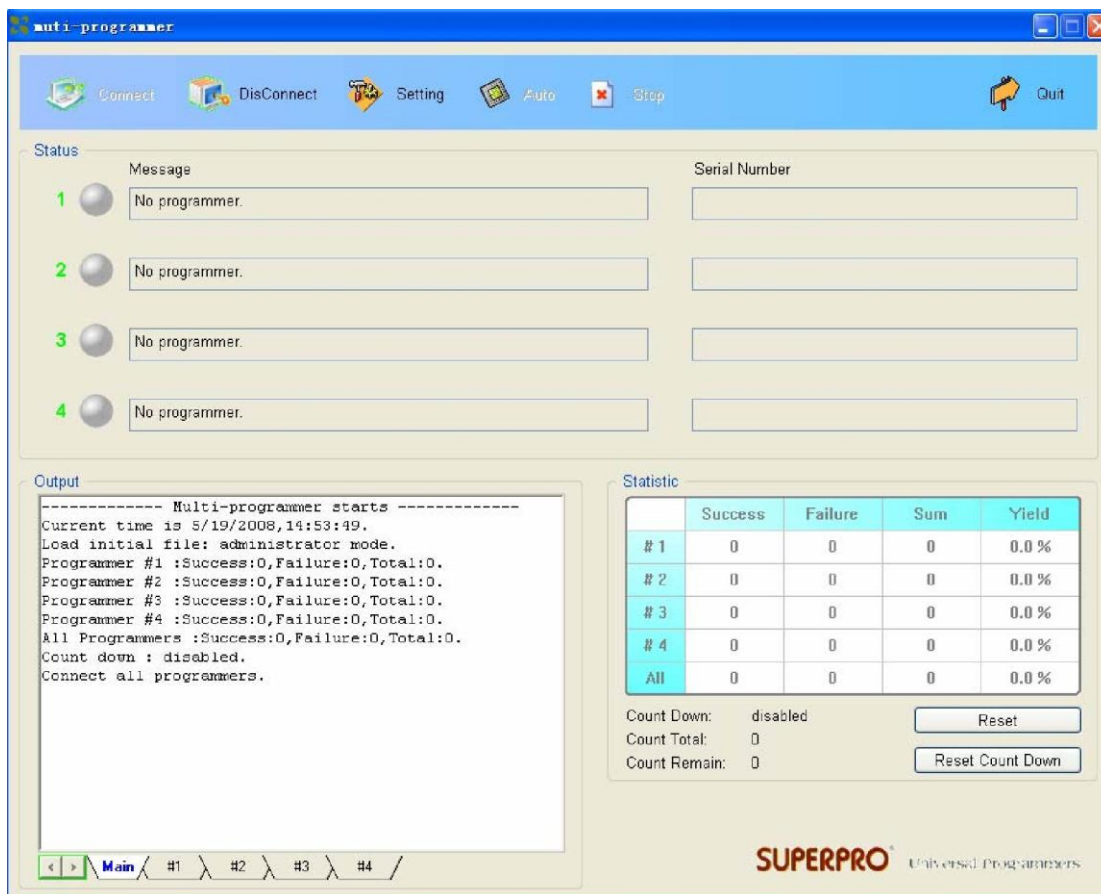 muti-programmer
Connect DisConnect Setting Auto Stop Quit
Status
Message Serial Number
1 No programmer.
2 No programmer.
3 No programmer.
4 No programmer.
Output
------------- Multi-programmer starts -------------
Current time is 5/19/2008,14:53:49.
Load initial file: administrator mode.
Programmer #1 :Success:0,Failure:0,Total:0.
Programmer #2 :Success:0,Failure:0,Total:0.
Programmer #3 :Success:0,Failure:0,Total:0.
Programmer #4 :Success:0,Failure:0,Total:0.
All Programmers :Success:0,Failure:0,Total:0.
Count down : disabled.
Connect all programmers.
Main #1 #2 #3 #4
Statistic
Success Failure Sum Yield
# 1 0 0 0 0.0 %
# 2 0 0 0 0.0 %
# 3 0 0 0 0.0 %
# 4 0 0 0 0.0 %
All 0 0 0 0.0 %
Count Down: disabled
Count Total: 0
Count Remain: 0
Reset
Reset Count Down
SUPERPRO Universal Programmers